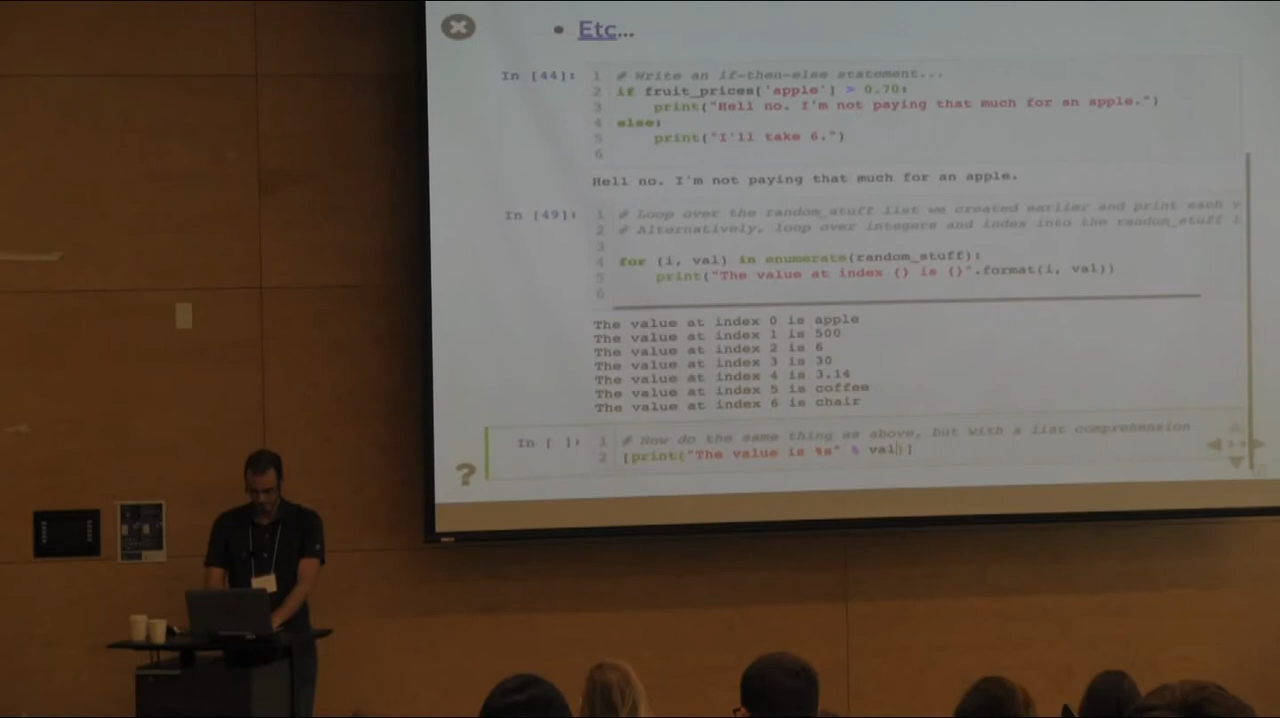 • Etc...
In [44]:
1 # Write an if-then-else statement...
2 if fruit_prices['apple'] > 0.70:
3 print("Hell no. I'm not paying that much for an apple.")
4 else:
5 print("I'll take 6.")
6
Hell no. I'm not paying that much for an apple.
In [49]:
1 # Loop over the random_stuff list we created earlier and print each v
2 # Alternatively, loop over integers and index into the random_stuff l
3
4 for (i, val) in enumerate(random_stuff):
5 print("The value at index {} is {}".format(i, val))
6
The value at index 0 is apple
The value at index 1 is 500
The value at index 2 is 6
The value at index 3 is 30
The value at index 4 is 3.14
The value at index 5 is coffee
The value at index 6 is chair
In [ ]:
1 # Now do the same thing as above, but with a list comprehension
2 [print("The value is %s" % val)]
?